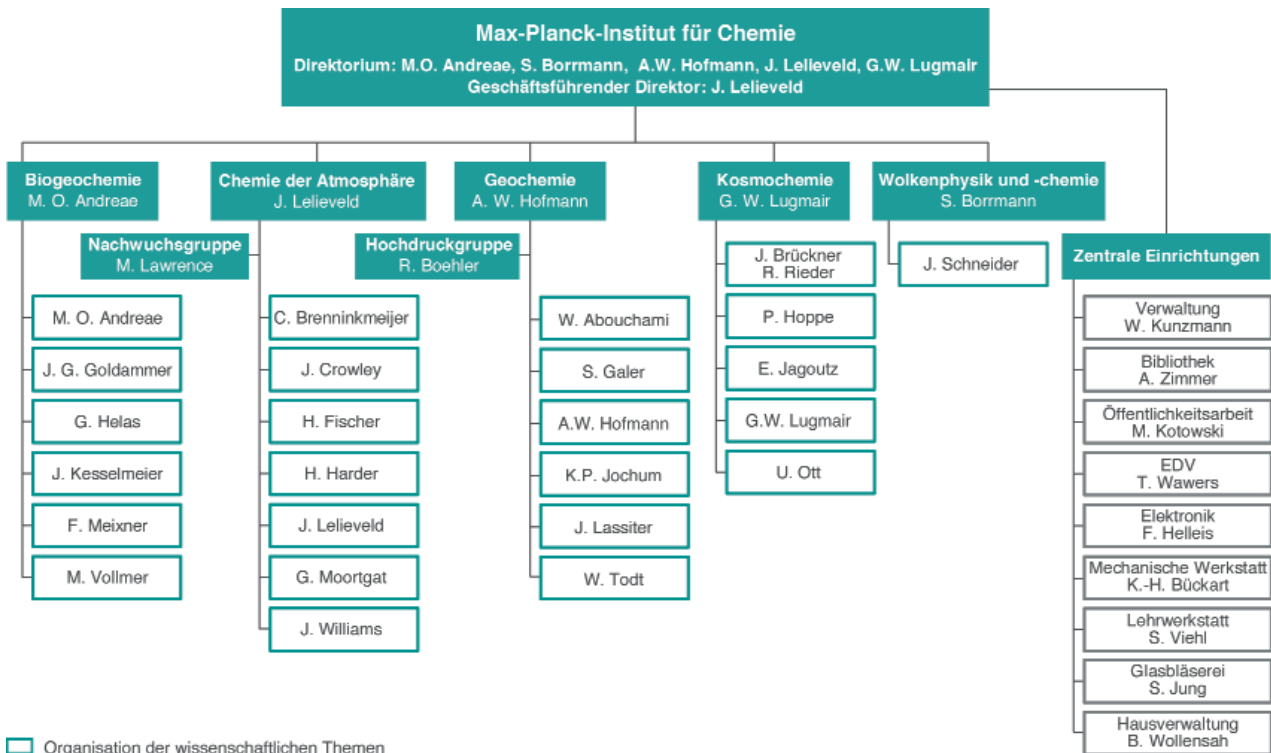 Max-Planck-Institut für Chemie
Direktorium: M.O. Andreae, S. Borrmann, A.W. Hofmann, J. Lelieveld, G.W. Lugmair
Geschäftsführender Direktor: J. Lelieveld
Biogeochemie
M. O. Andreae
Chemie der Atmosphäre
J. Lelieveld
Geochemie
A. W. Hofmann
Kosmochemie
G. W. Lugmair
Wolkenphysik und -chemie
S. Borrmann
Nachwuchsgruppe
M. Lawrence
Hochdruckgruppe
R. Boehler
Zentrale Einrichtungen
M. O. Andreae
J. G. Goldammer
G. Helas
J. Kesselmeier
F. Meixner
M. Vollmer
C. Brenninkmeijer
J. Crowley
H. Fischer
H. Harder
J. Lelieveld
G. Moortgat
J. Williams
W. Abouchami
S. Galer
A.W. Hofmann
K.P. Jochum
J. Lassiter
W. Todt
J. Brückner
R. Rieder
P. Hoppe
E. Jagoutz
G.W. Lugmair
U. Ott
J. Schneider
Verwaltung
W. Kunzmann
Bibliothek
A. Zimmer
Öffentlichkeitsarbeit
M. Kotowski
EDV
T. Wawers
Elektronik
F. Helleis
Mechanische Werkstatt
K.-H. Bückart
Lehrwerkstatt
S. Viehl
Glasbläserei
S. Jung
Hausverwaltung
B. Wollensah
Organisation der wissenschaftlichen Themen